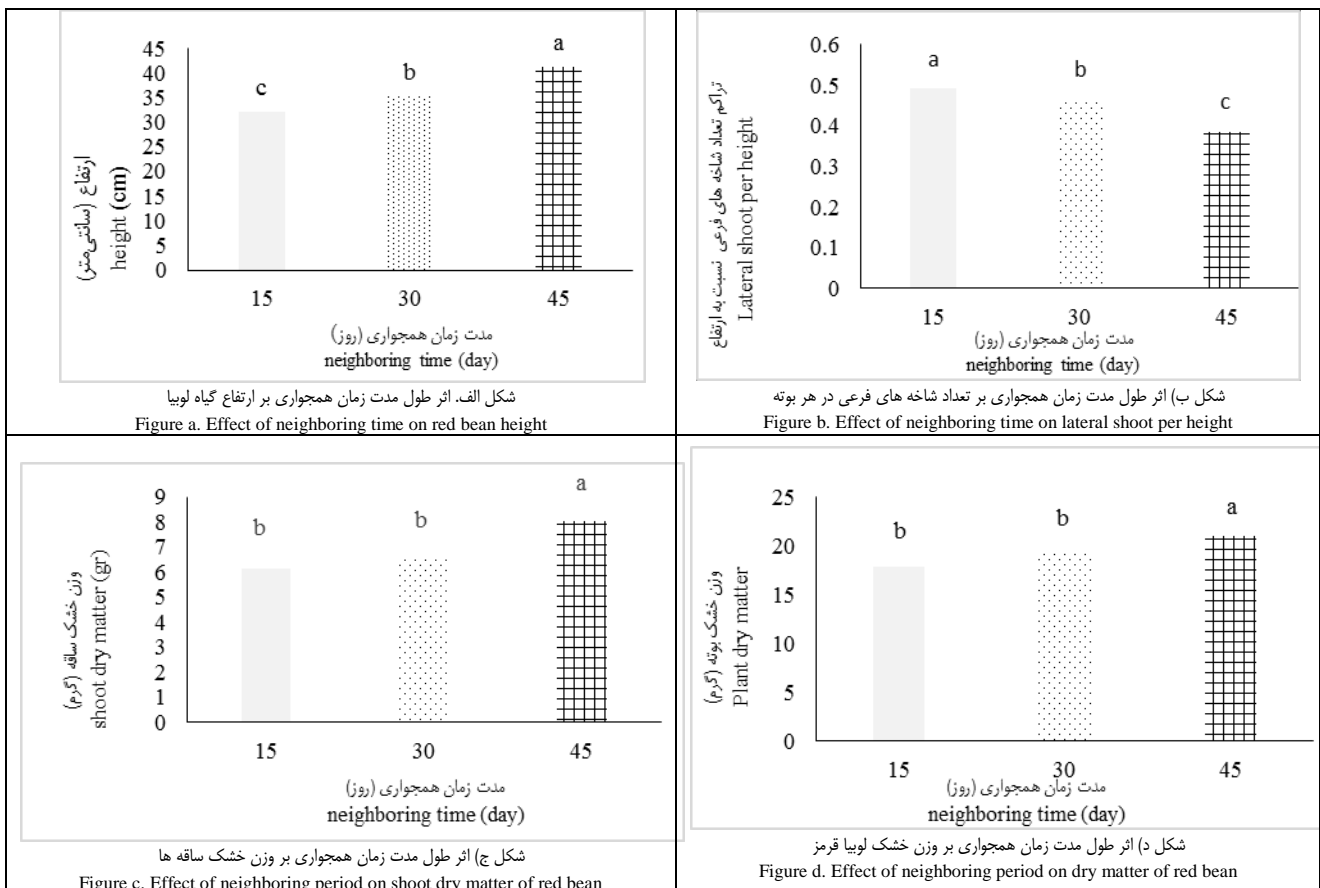 45
40
35
30
25
20
15
10
5
0
c
b
a
ارتفاع (سانتی‌متر)
height (cm)
15 30 45
مدت زمان همجواری (روز)
neighboring time (day)
شکل الف. اثر طول مدت زمان همجواری بر ارتفاع گیاه لوبیا
Figure a. Effect of neighboring time on red bean height
0.6
0.5
0.4
0.3
0.2
0.1
0
a
b
c
تراکم تعداد شاخه های فرعی نسبت به ارتفاع
Lateral shoot per height
15 30 45
مدت زمان همجواری (روز)
neighboring time (day)
شکل ب) اثر طول مدت زمان همجواری بر تعداد شاخه های فرعی در هر بوته
Figure b. Effect of neighboring time on lateral shoot per height
9
8
7
6
5
4
3
2
1
0
b
b
a
وزن خشک ساقه (گرم)
shoot dry matter (gr)
15 30 45
مدت زمان همجواری (روز)
neighboring time (day)
شکل ج) اثر طول مدت زمان همجواری بر وزن خشک ساقه ها
Figure c. Effect of neighboring period on shoot dry matter of red bean
25
20
15
10
5
0
b
b
a
وزن خشک بوته (گرم)
Plant dry matter
15 30 45
مدت زمان همجواری (روز)
neighboring time (day)
شکل د) اثر طول مدت زمان همجواری بر وزن خشک لوبیا قرمز
Figure d. Effect of neighboring period on dry matter of red bean